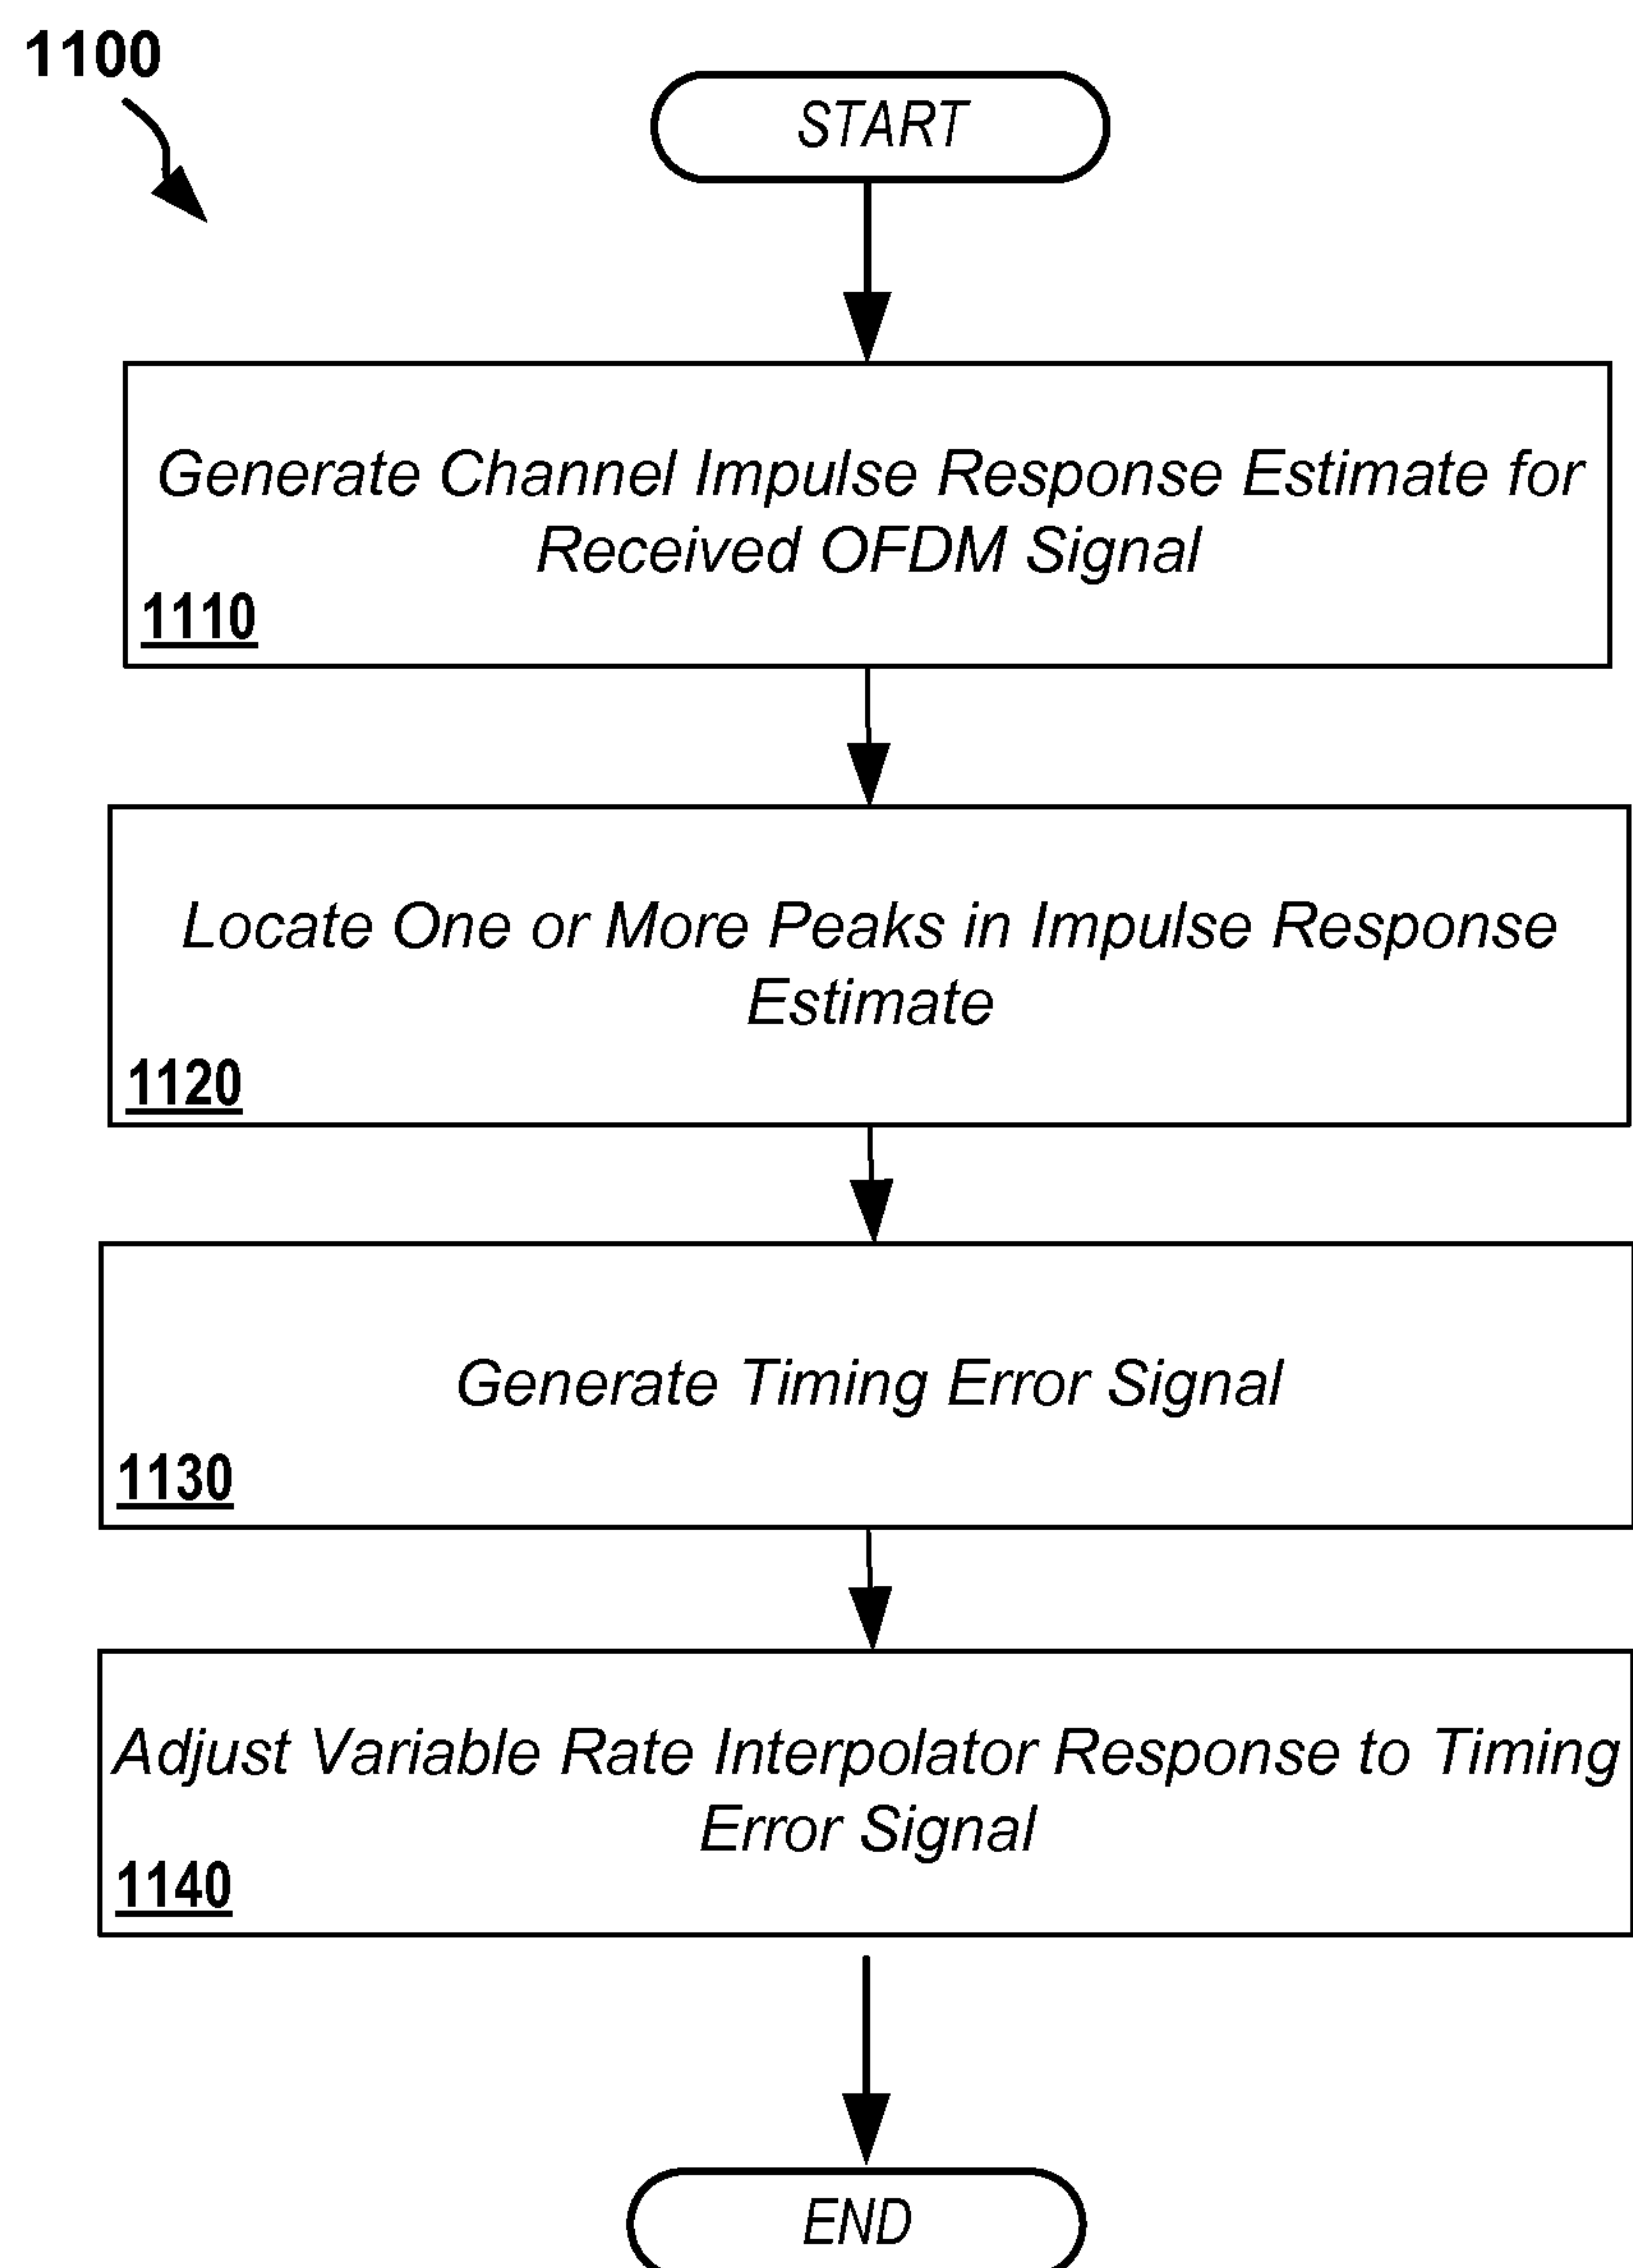 1100
START
Generate Channel Impulse Response Estimate for
Received OFDM Signal
1110
Locate One or More Peaks in Impulse Response
Estimate
1120
Generate Timing Error Signal
1130
Adjust Variable Rate Interpolator Response to Timing
Error Signal
1140
END